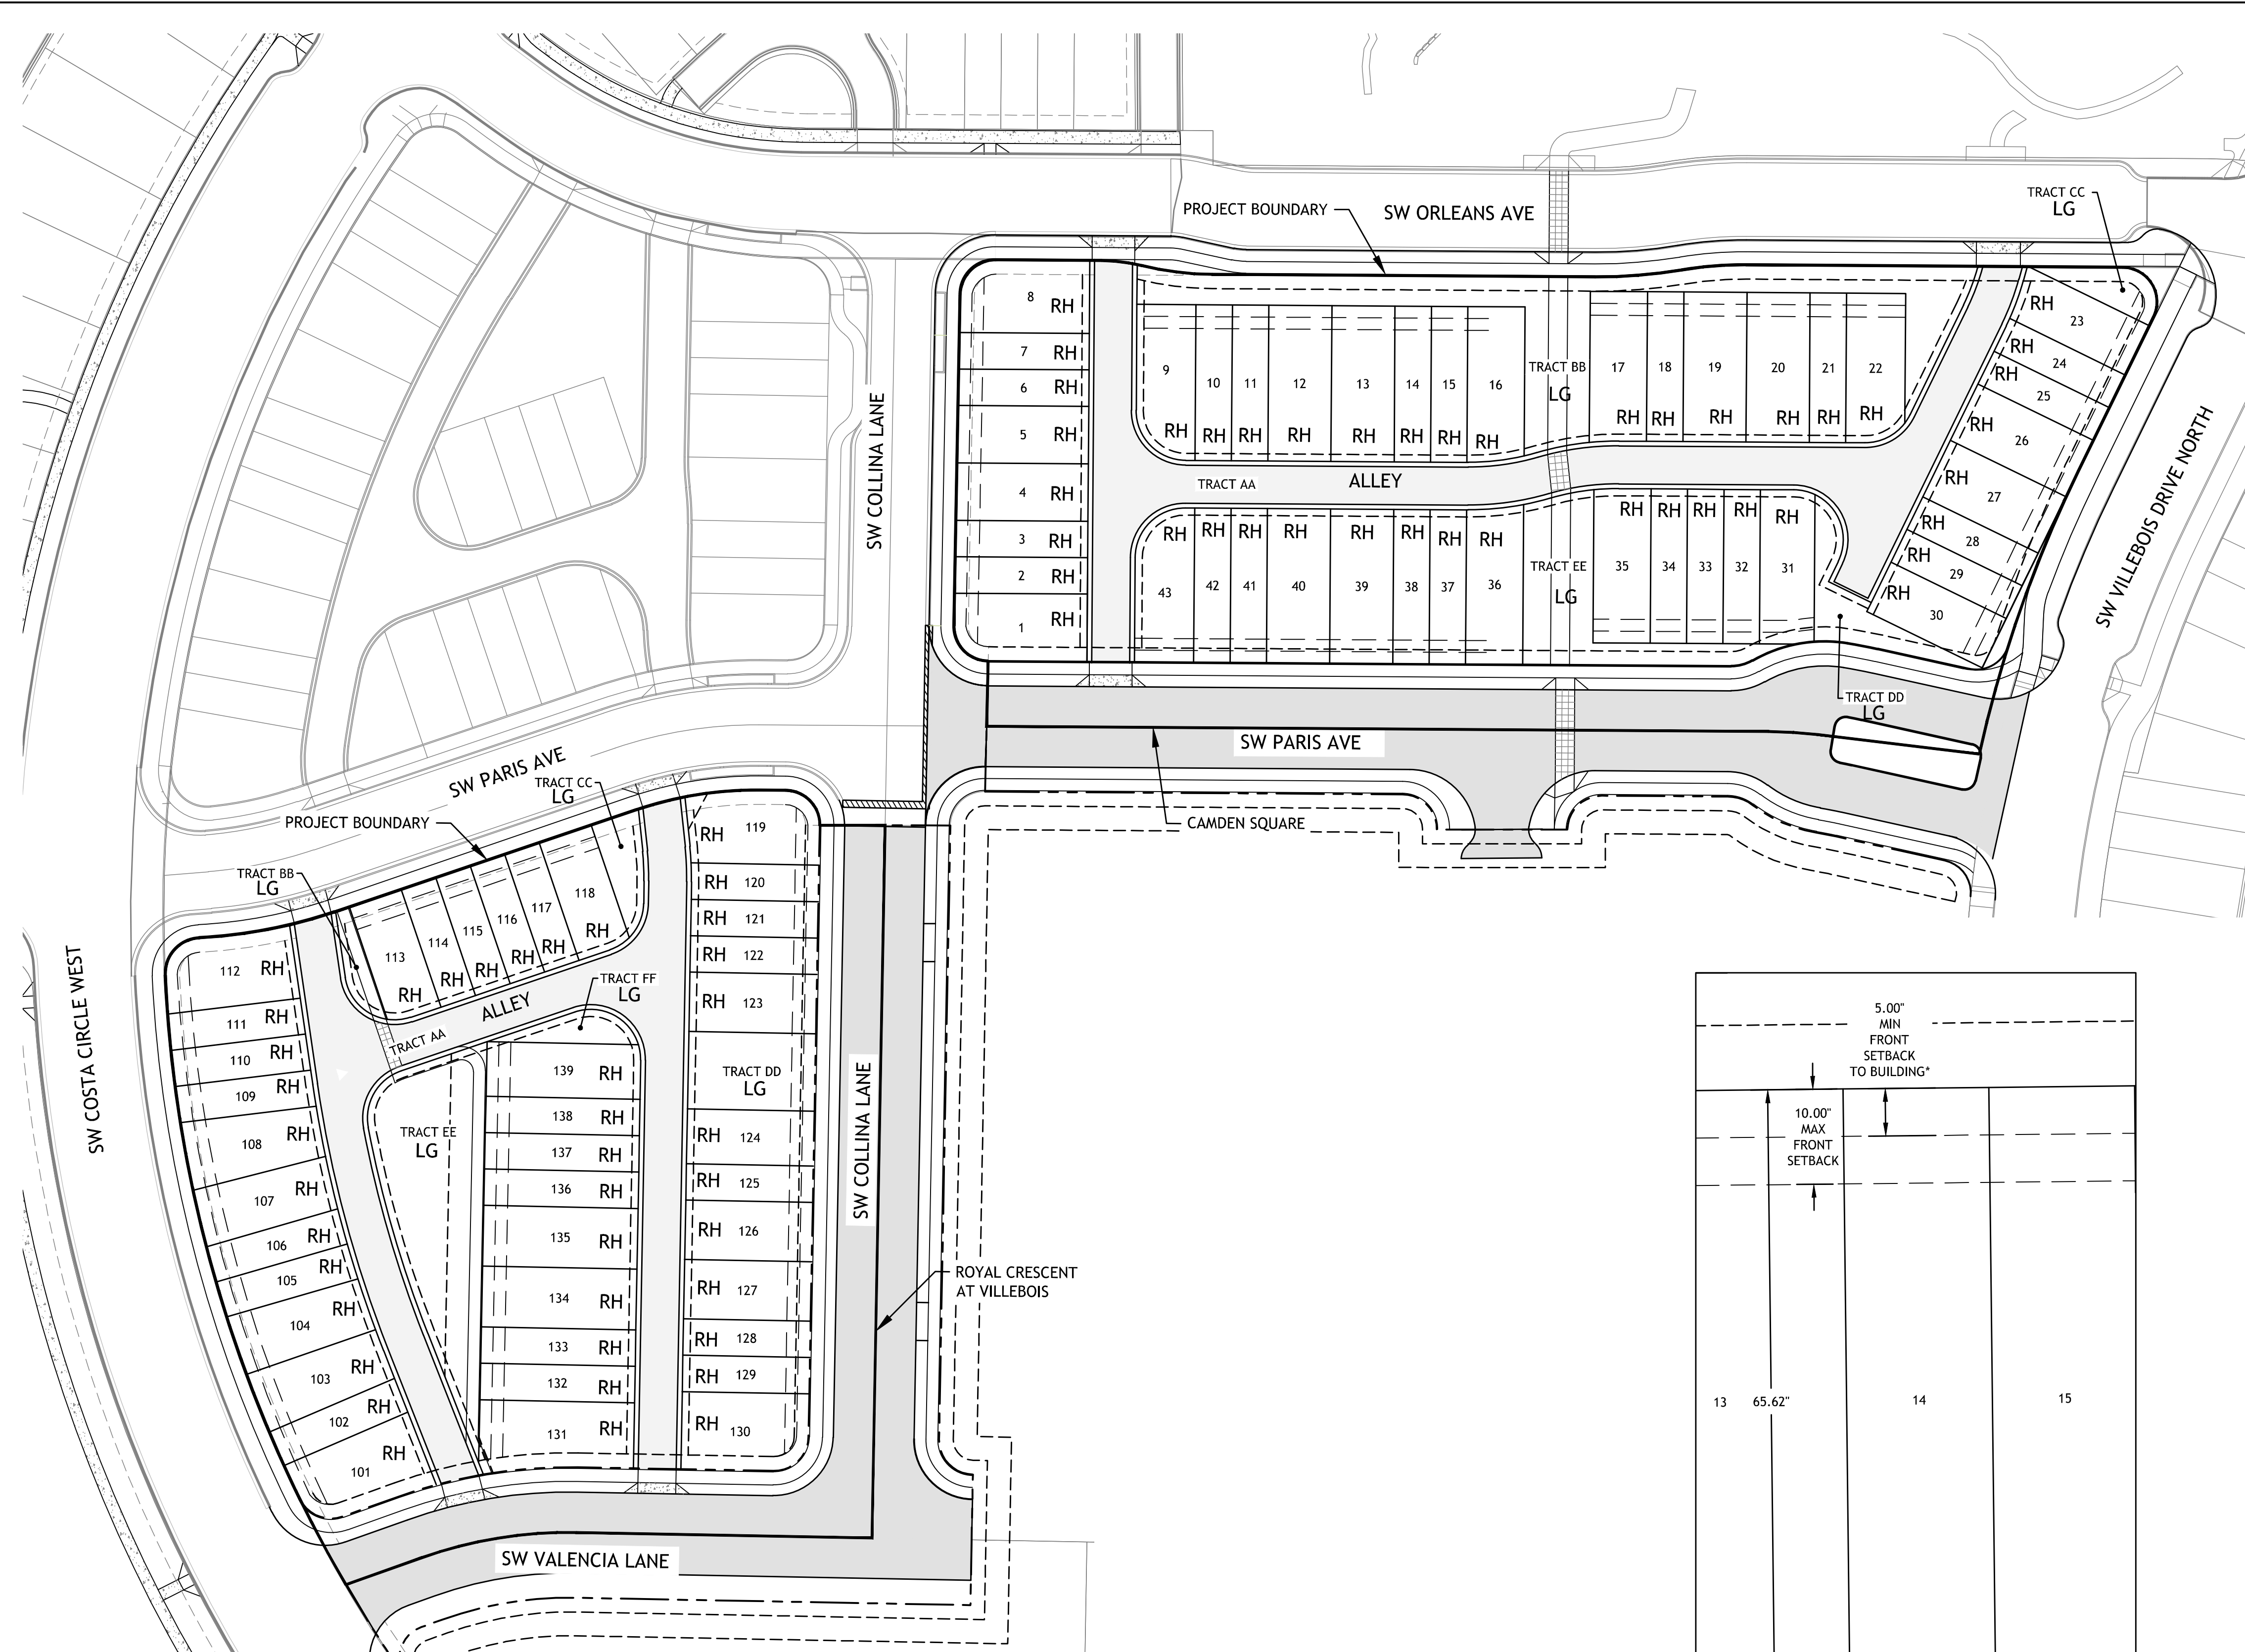 TRACT CC
LG
PROJECT BOUNDARY
SW ORLEANS AVE
8 RH
7 RH
6 RH
5 RH
4 RH
3 RH
2 RH
1 RH
SW COLLINA LANE
9 10 11 12 13 14 15 16
RH RH RH RH RH RH RH RH
TRACT BB
LG
17 18 19 20 21 22
RH RH RH RH RH RH
RH 23
RH 24
RH 25
RH 26
RH 27
RH 28
RH 29
RH 30
SW VILLEBOIS DRIVE NORTH
TRACT AA
ALLEY
RH RH RH RH RH RH RH RH
43 42 41 40 39 38 37 36
TRACT EE
LG
RH RH RH RH RH
35 34 33 32 31
TRACT DD
LG
SW PARIS AVE
CAMDEN SQUARE
SW PARIS AVE
TRACT CC
LG
PROJECT BOUNDARY
TRACT BB
LG
SW COSTA CIRCLE WEST
113 114 115 116 117 118
RH RH RH RH RH RH
RH 119
RH 120
RH 121
RH 122
RH 123
TRACT DD
LG
RH 124
RH 125
RH 126
RH 127
RH 128
RH 129
RH 130
112 RH
111 RH
110 RH
109 RH
108 RH
107 RH
106 RH
105 RH
104 RH
103 RH
102 RH
101 RH
TRACT AA
ALLEY
TRACT FF
LG
TRACT EE
LG
139 RH
138 RH
137 RH
136 RH
135 RH
134 RH
133 RH
132 RH
131 RH
SW COLLINA LANE
ROYAL CRESCENT
AT VILLEBOIS
SW VALENCIA LANE
5.00"
MIN
FRONT
SETBACK
TO BUILDING*
10.00"
MAX
FRONT
SETBACK
13 65.62" 14 15